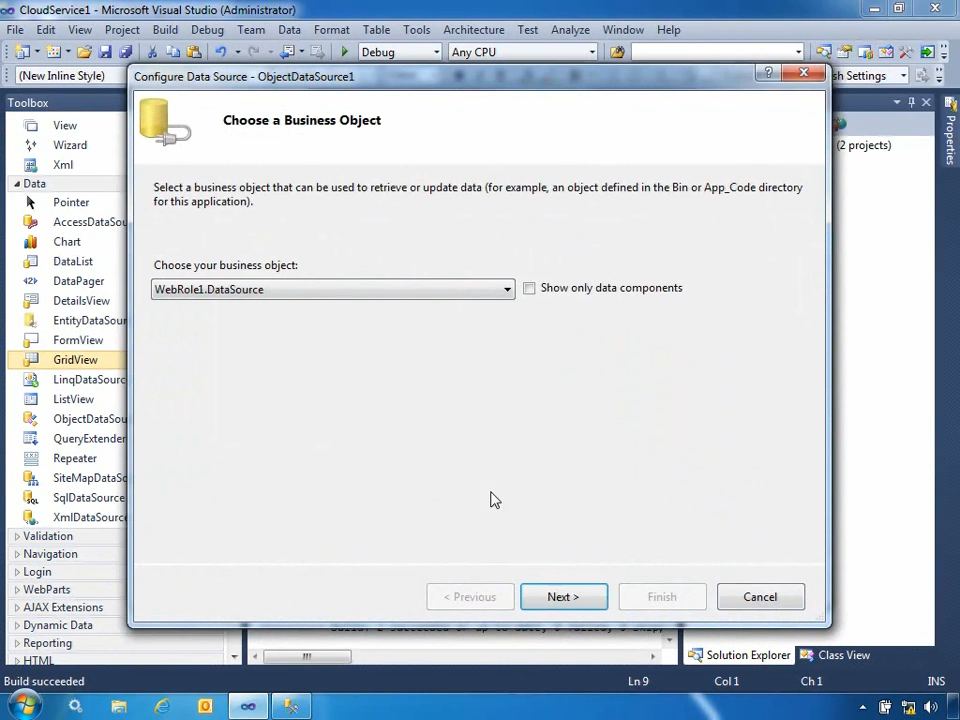 CloudService1 - Microsoft Visual Studio (Administrator)
File Edit View Project Build Debug Team Data Format Table Tools Architecture Test Analyze Window Help
Debug Any CPU
(New Inline Style)
sh Settings
Configure Data Source - ObjectDataSource1
Toolbox
View
Wizard
Xml
Data
Pointer
AccessDataSou
Chart
DataList
DataPager
DetailsView
EntityDataSour
FormView
GridView
LinqDataSourc
ListView
ObjectDataSou
QueryExtender
Repeater
SiteMapDataS
SQL
SqlDataSource
XmlDataSource
Validation
Navigation
Login
WebParts
AJAX Extensions
Dynamic Data
Reporting
HTML
Choose a Business Object
Select a business object that can be used to retrieve or update data (for example, an object defined in the Bin or App_Code directory
for this application).
Choose your business object:
WebRole1.DataSource
Show only data components
< Previous
Next >
Finish
Cancel
(2 projects)
Properties
Solution Explorer
Class View
Build succeeded
Ln 9
Col 1
Ch 1
INS